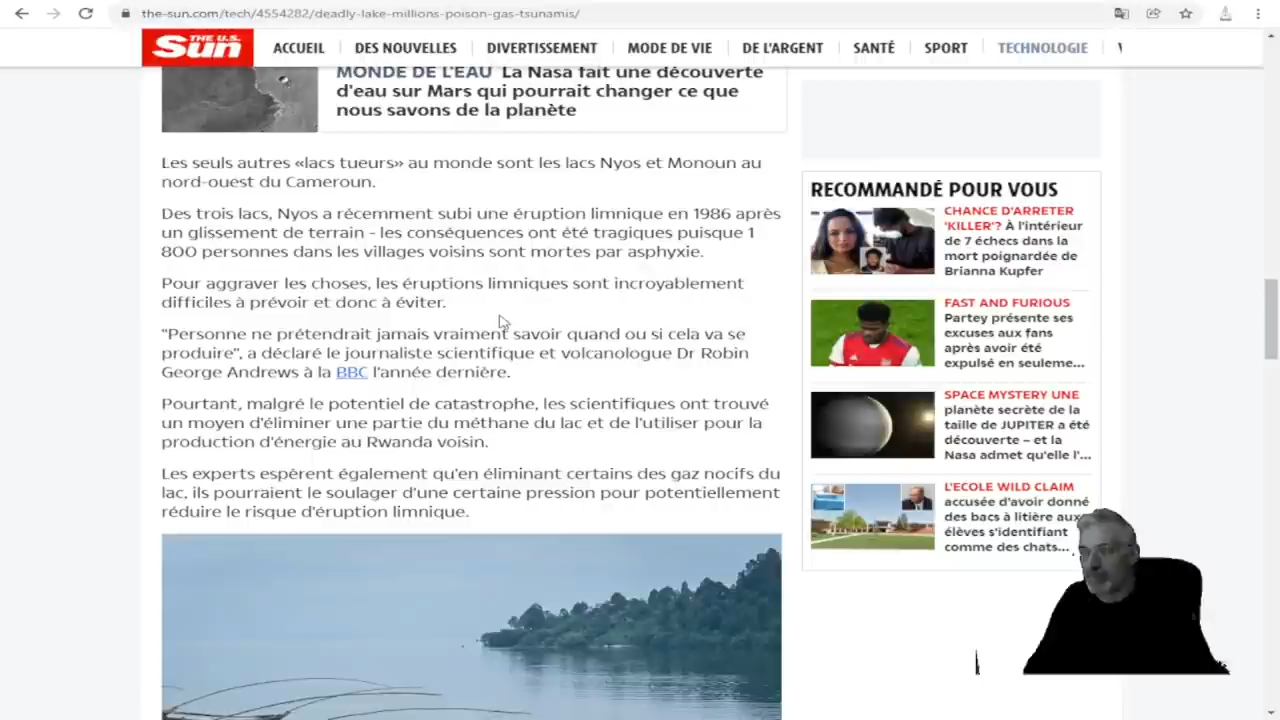 the-sun.com/tech/4554282/deadly-lake-millions-poison-gas-tsunamis/
THE U.S. Sun
ACCUEIL
DES NOUVELLES
DIVERTISSEMENT
MODE DE VIE
DE L'ARGENT
SANTÉ
SPORT
TECHNOLOGIE
MONDE DE L'EAU La Nasa fait une découverte
d'eau sur Mars qui pourrait changer ce que
nous savons de la planète
Les seuls autres «lacs tueurs» au monde sont les lacs Nyos et Monoun au
nord-ouest du Cameroun.
Des trois lacs, Nyos a récemment subi une éruption limnique en 1986 après
un glissement de terrain - les conséquences ont été tragiques puisque 1
800 personnes dans les villages voisins sont mortes par asphyxie.
Pour aggraver les choses, les éruptions limniques sont incroyablement
difficiles à prévoir et donc à éviter.
"Personne ne prétendrait jamais vraiment savoir quand ou si cela va se
produire", a déclaré le journaliste scientifique et volcanologue Dr Robin
George Andrews à la BBC l'année dernière.
Pourtant, malgré le potentiel de catastrophe, les scientifiques ont trouvé
un moyen d'éliminer une partie du méthane du lac et de l'utiliser pour la
production d'énergie au Rwanda voisin.
Les experts espèrent également qu'en éliminant certains des gaz nocifs du
lac, ils pourraient le soulager d'une certaine pression pour potentiellement
réduire le risque d'éruption limnique.
RECOMMANDÉ POUR VOUS
CHANCE D'ARRETER
'KILLER'? À l'intérieur
de 7 échecs dans la
mort poignardée de
Brianna Kupfer
FAST AND FURIOUS
Partey présente ses
excuses aux fans
après avoir été
expulsé en seuleme...
SPACE MYSTERY UNE
planète secrète de la
taille de JUPITER a été
découverte – et la
Nasa admet qu'elle l'...
L'ECOLE WILD CLAIM
accusée d'avoir donné
des bacs à litière aux
élèves s'identifiant
comme des chats...